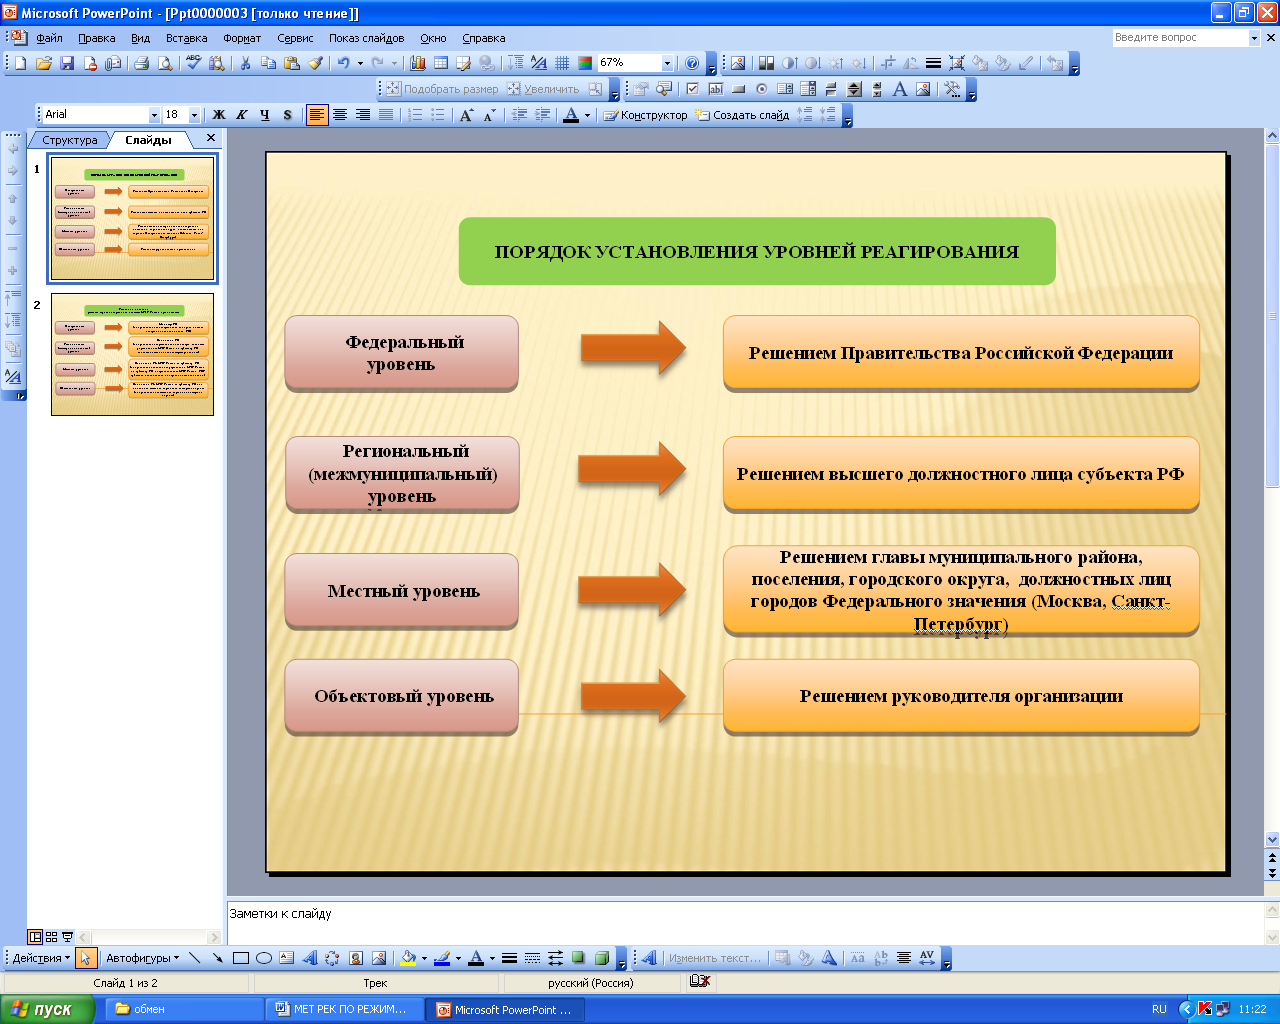 Microsoft PowerPoint - [Ppt0000003 [только чтение]]
Файл Правка Вид Вставка Формат Сервис Показ слайдов Окно Справка Введите вопрос
67%
Подобрать размер Увеличить
Arial 18 Ж К Ч S Конструктор Создать слайд
Структура Слайды
1
2
ПОРЯДОК УСТАНОВЛЕНИЯ УРОВНЕЙ РЕАГИРОВАНИЯ
Федеральный
уровень
Решением Правительства Российской Федерации
Региональный
(межмуниципальный)
уровень
Решением высшего должностного лица субъекта РФ
Местный уровень
Решением главы муниципального района,
поселения, городского округа, должностных лиц
городов Федерального значения (Москва, Санкт-
Петербург)
Объектовый уровень
Решением руководителя организации
Заметки к слайду
Действия Автофигуры Изменить текст...
Слайд 1 из 2 Трек русский (Россия)
пуск обмен МЕТ РЕК ПО РЕЖИМ... Microsoft PowerPoint ... RU 11:22